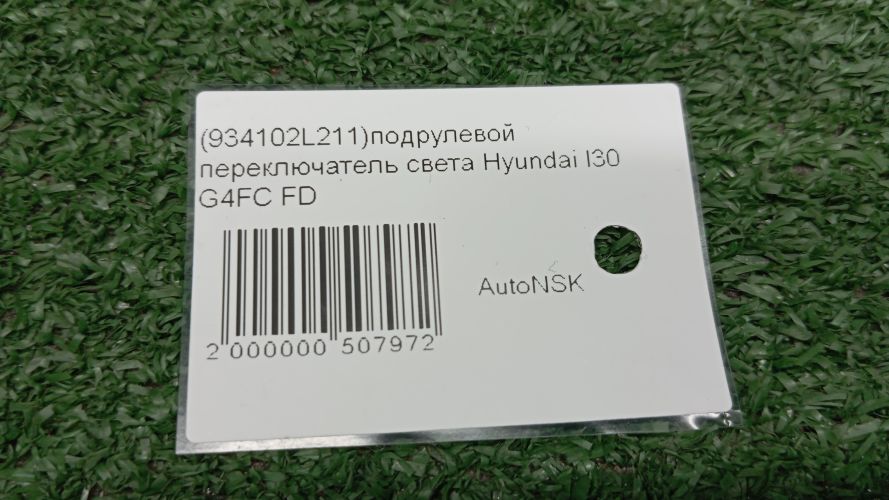 (934102L211)подрулевой
переключатель света Hyundai I30
G4FC FD
AutoNSK
2 000000 507972